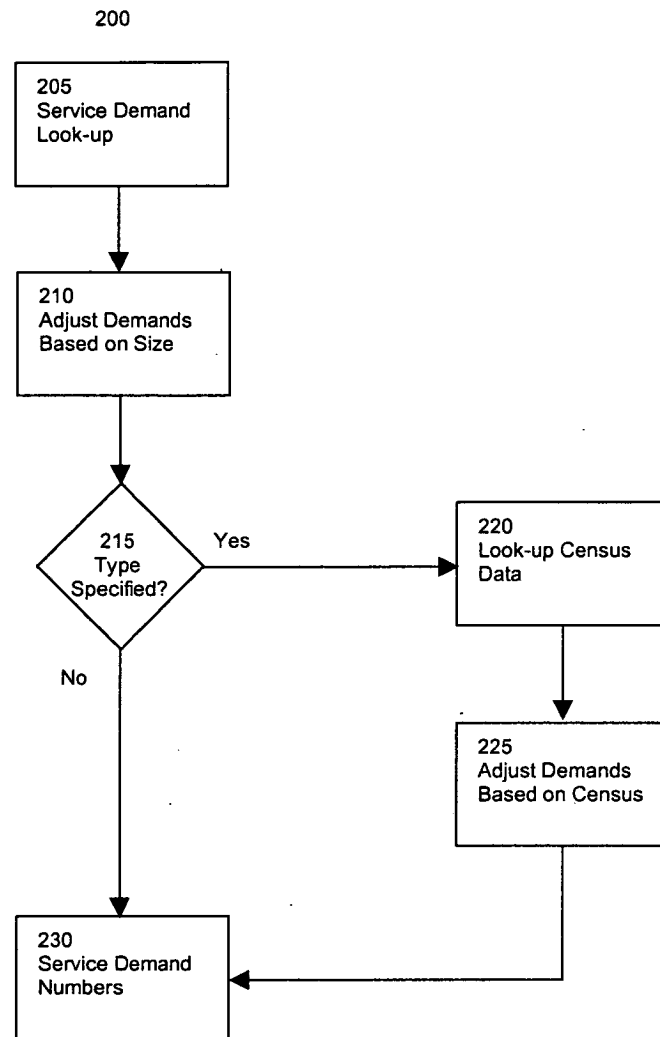 200
205
Service Demand
Look-up
210
Adjust Demands
Based on Size
215
Type
Specified?
Yes
No
220
Look-up Census
Data
225
Adjust Demands
Based on Census
230
Service Demand
Numbers